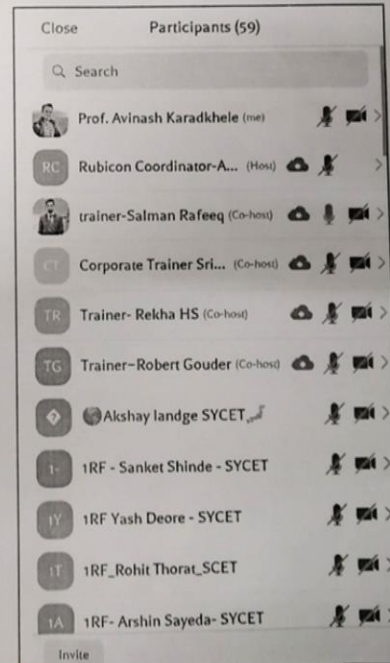 Close Participants (59)
Search
Prof. Avinash Karadkhele (me)
RC Rubicon Coordinator-A... (Host)
trainer-Salman Rafeeq (Co-host)
CT Corporate Trainer Sri... (Co-host)
TR Trainer- Rekha HS (Co-host)
TG Trainer-Robert Gouder (Co-host)
Akshay landge SYCET
1- 1RF - Sanket Shinde - SYCET
1Y 1RF Yash Deore - SYCET
1T 1RF_Rohit Thorat_SCET
1A 1RF- Arshin Sayeda- SYCET
Invite